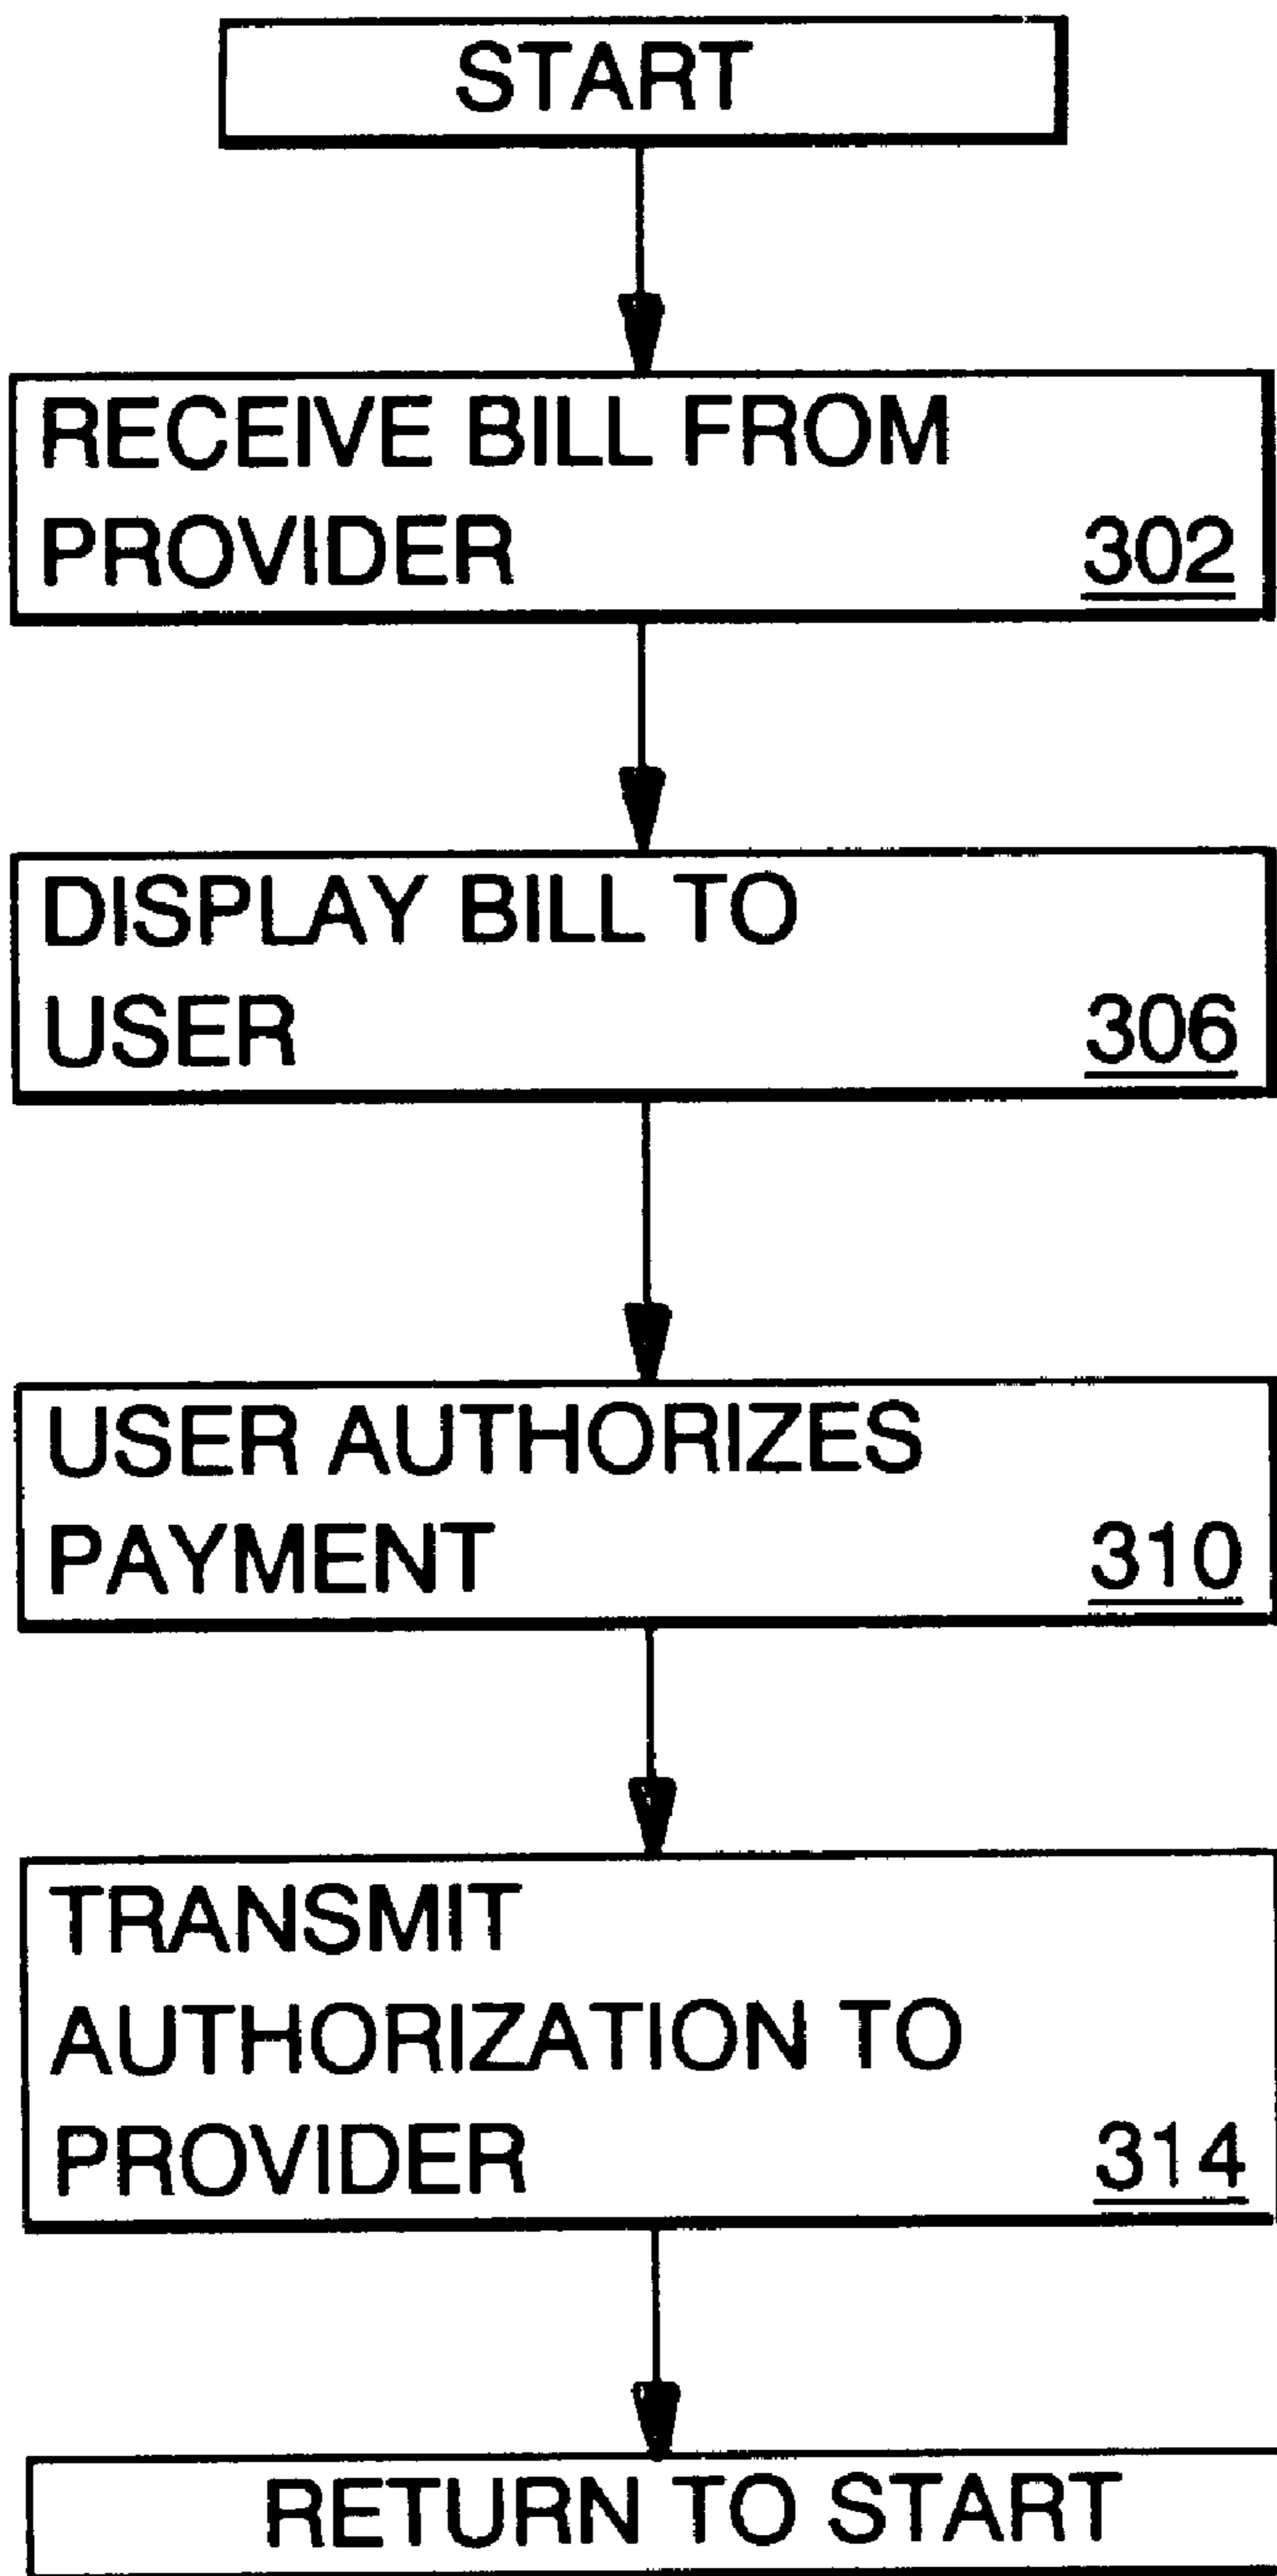 START
RECEIVE BILL FROM
PROVIDER 302
DISPLAY BILL TO
USER 306
USER AUTHORIZES
PAYMENT 310
TRANSMIT
AUTHORIZATION TO
PROVIDER 314
RETURN TO START